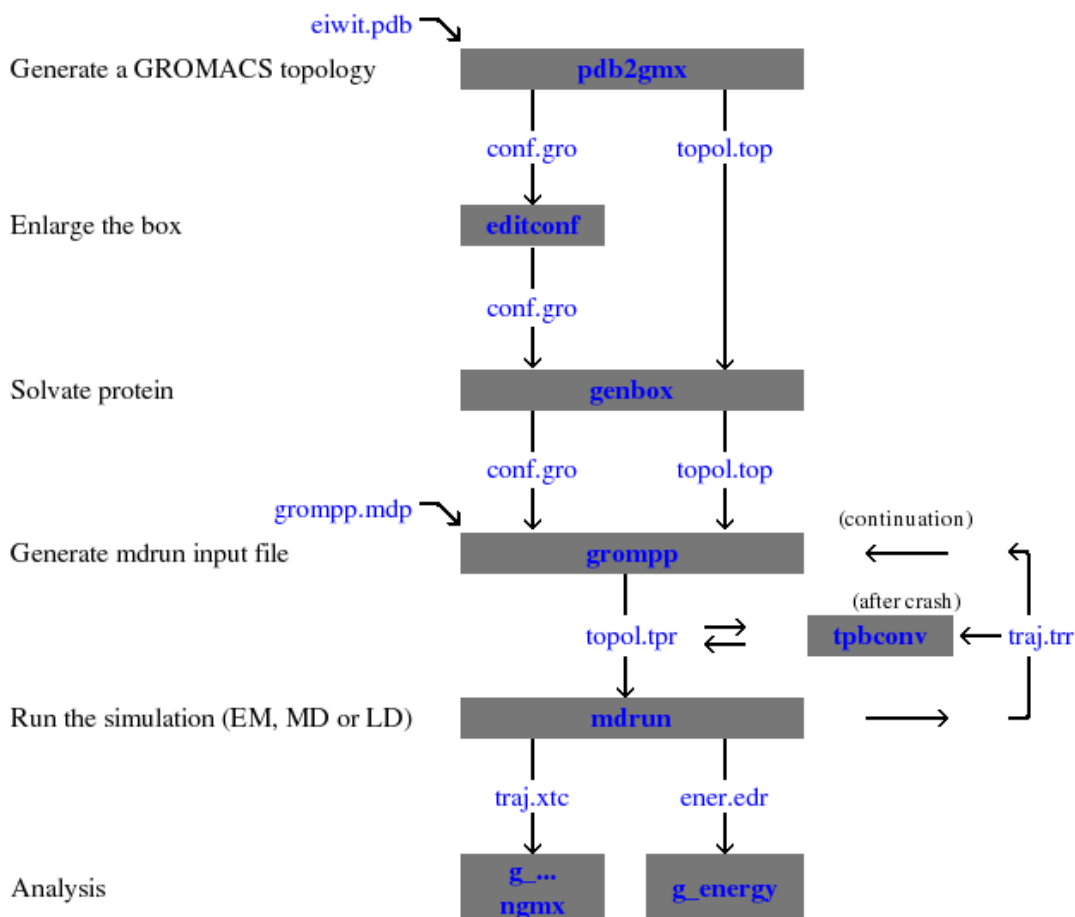 eiwit.pdb
Generate a GROMACS topology
pdb2gmx
conf.gro
topol.top
Enlarge the box
editconf
conf.gro
Solvate protein
genbox
conf.gro
topol.top
grompp.mdp
(continuation)
Generate mdrun input file
grompp
(after crash)
topol.tpr
tpbconv
traj.trr
Run the simulation (EM, MD or LD)
mdrun
traj.xtc
ener.edr
Analysis
g_...
ngmx
g_energy